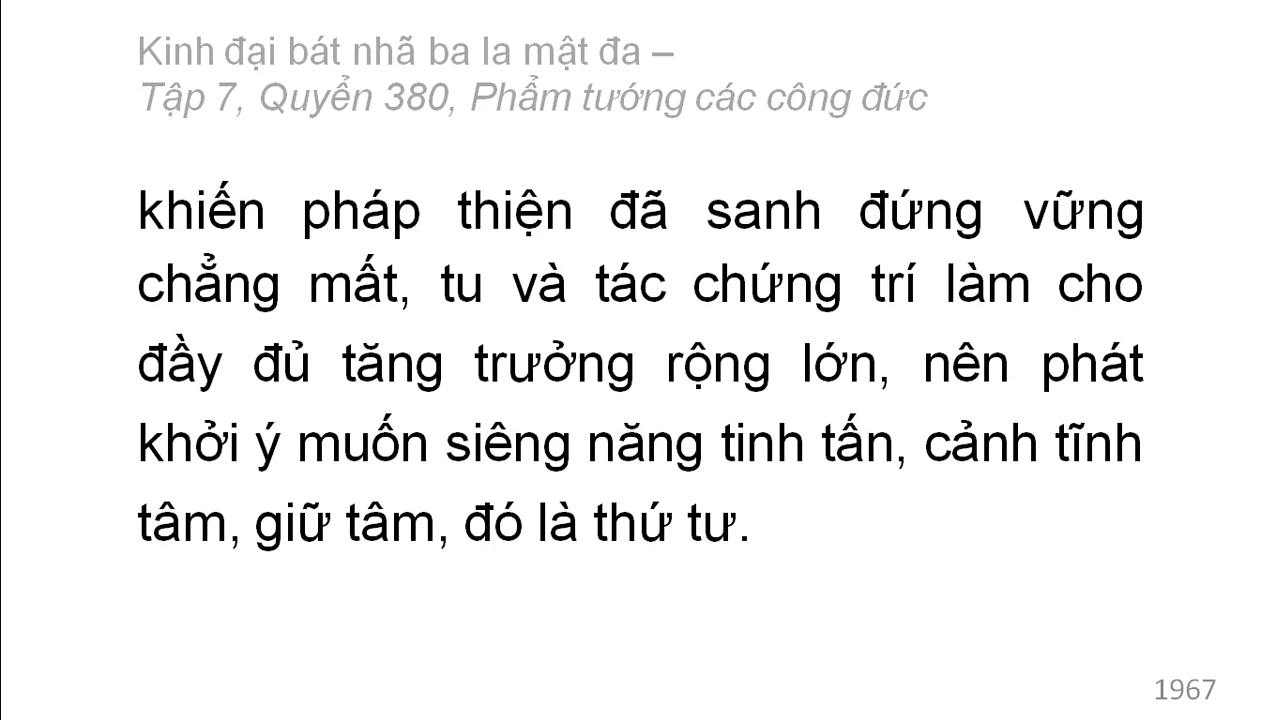 Kinh đại bát nhã ba la mật đa –
Tập 7, Quyển 380, Phẩm tướng các công đức
khiến pháp thiện đã sanh đứng vững
chẳng mất, tu và tác chứng trí làm cho
đầy đủ tăng trưởng rộng lớn, nên phát
khởi ý muốn siêng năng tinh tấn, cảnh tĩnh
tâm, giữ tâm, đó là thứ tư.
1967